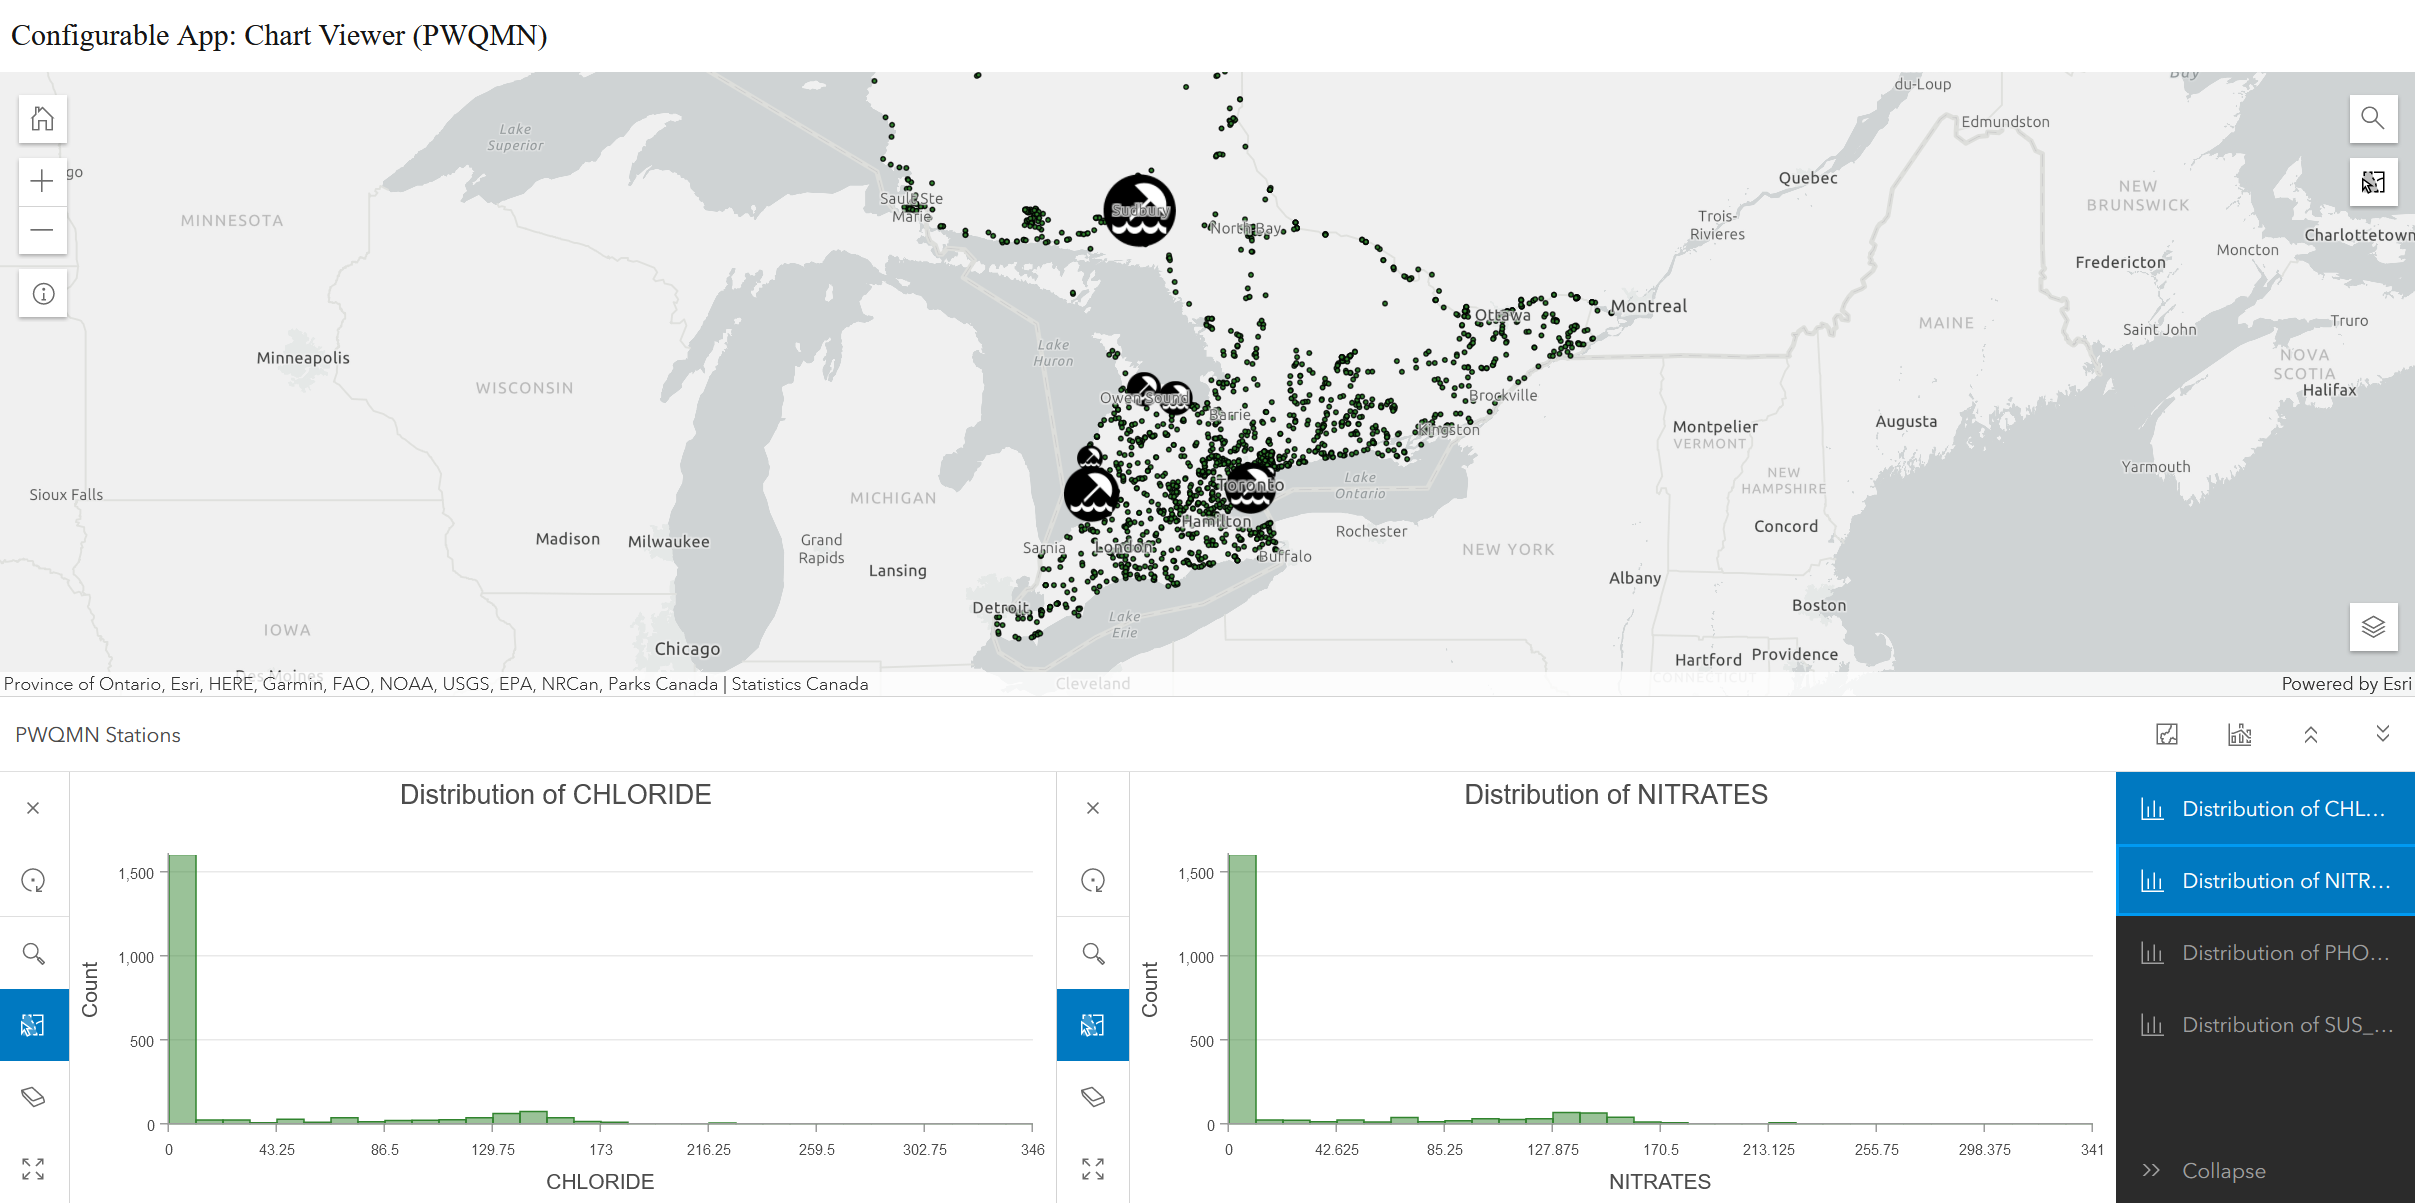 Configurable App: Chart Viewer (PWQMN)
du-Loup
Bay
Edmundston
Lake
Superior
go
Quebec
NEW
BRUNSWICK
MINNESOTA
Sault Ste
Marie
Sudbury
North Bay
Trois-
Rivieres
Charlottetown
Moncton
Fredericton
Montreal
Ottawa
MAINE
Saint John
Truro
Minneapolis
Lake
Huron
NOVA
SCOTIA
Halifax
WISCONSIN
Owen Sound
Barrie
Brockville
Kingston
Montpelier
VERMONT
Augusta
Yarmouth
Sioux Falls
MICHIGAN
Toronto
Lake
Ontario
NEW
HAMPSHIRE
Hamilton
Rochester
Concord
Madison
Milwaukee
Grand
Rapids
Sarnia
London
Buffalo
NEW YORK
Lansing
Albany
Detroit
Lake
Erie
Boston
IOWA
Chicago
Hartford
Providence
CONNECTICUT
Des Moines
Cleveland
Province of Ontario, Esri, HERE, Garmin, FAO, NOAA, USGS, EPA, NRCan, Parks Canada | Statistics Canada
Powered by Esri
PWQMN Stations
Distribution of CHLORIDE
Count
1,500
1,000
500
0
0 43.25 86.5 129.75 173 216.25 259.5 302.75 346
CHLORIDE
Distribution of NITRATES
Count
1,500
1,000
500
0
0 42.625 85.25 127.875 170.5 213.125 255.75 298.375 341
NITRATES
Distribution of CHL...
Distribution of NITR...
Distribution of PHO...
Distribution of SUS_...
Collapse